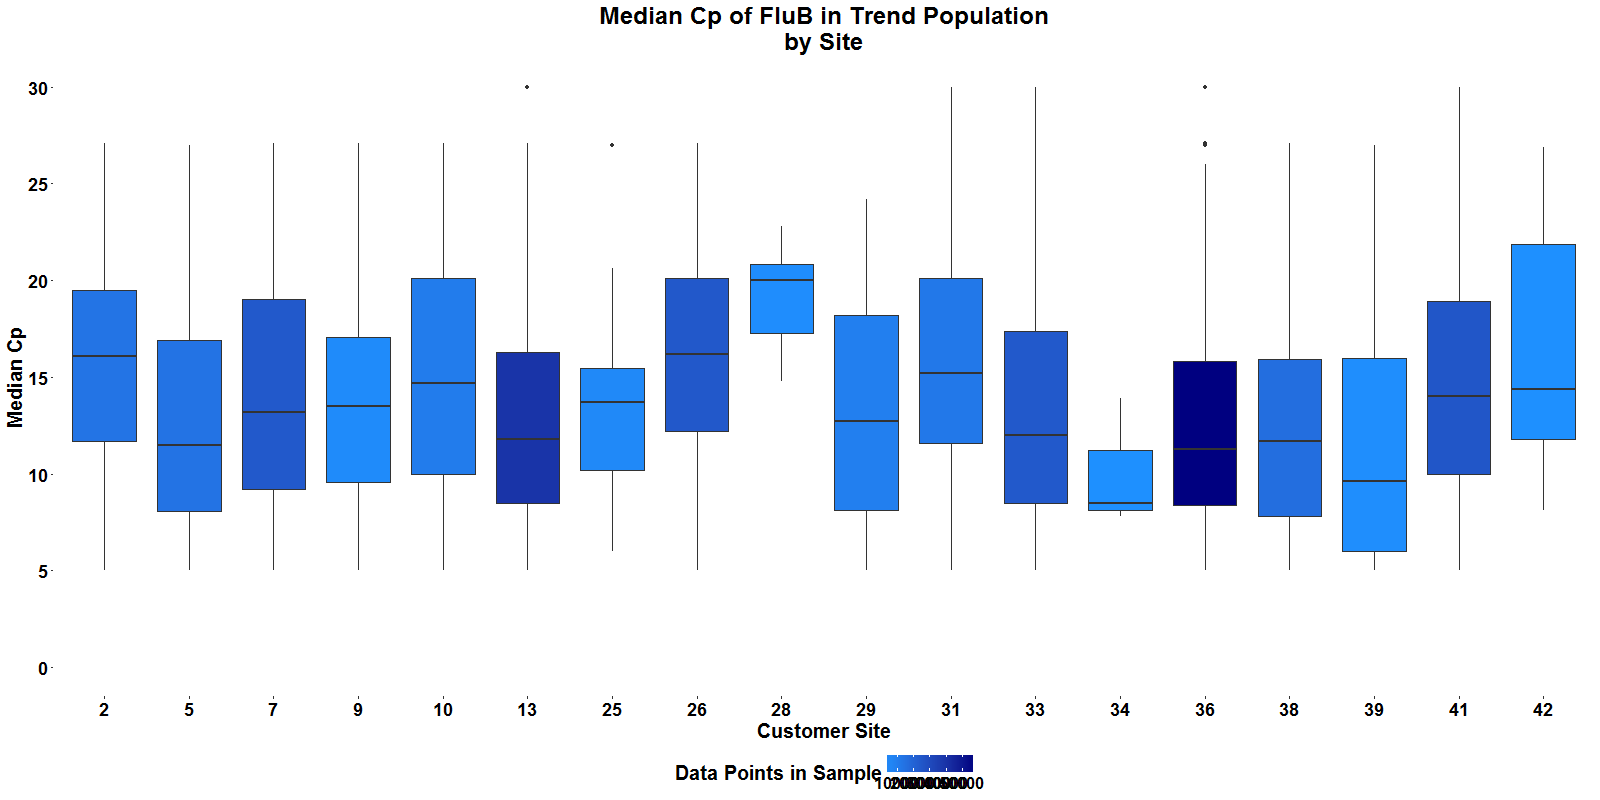 Median Cp of FluB in Trend Population
by Site
Median Cp
30
25
20
15
10
5
0
2 5 7 9 10 13 25 26 28 29 31 33 34 36 38 39 41 42
Customer Site
Data Points in Sample